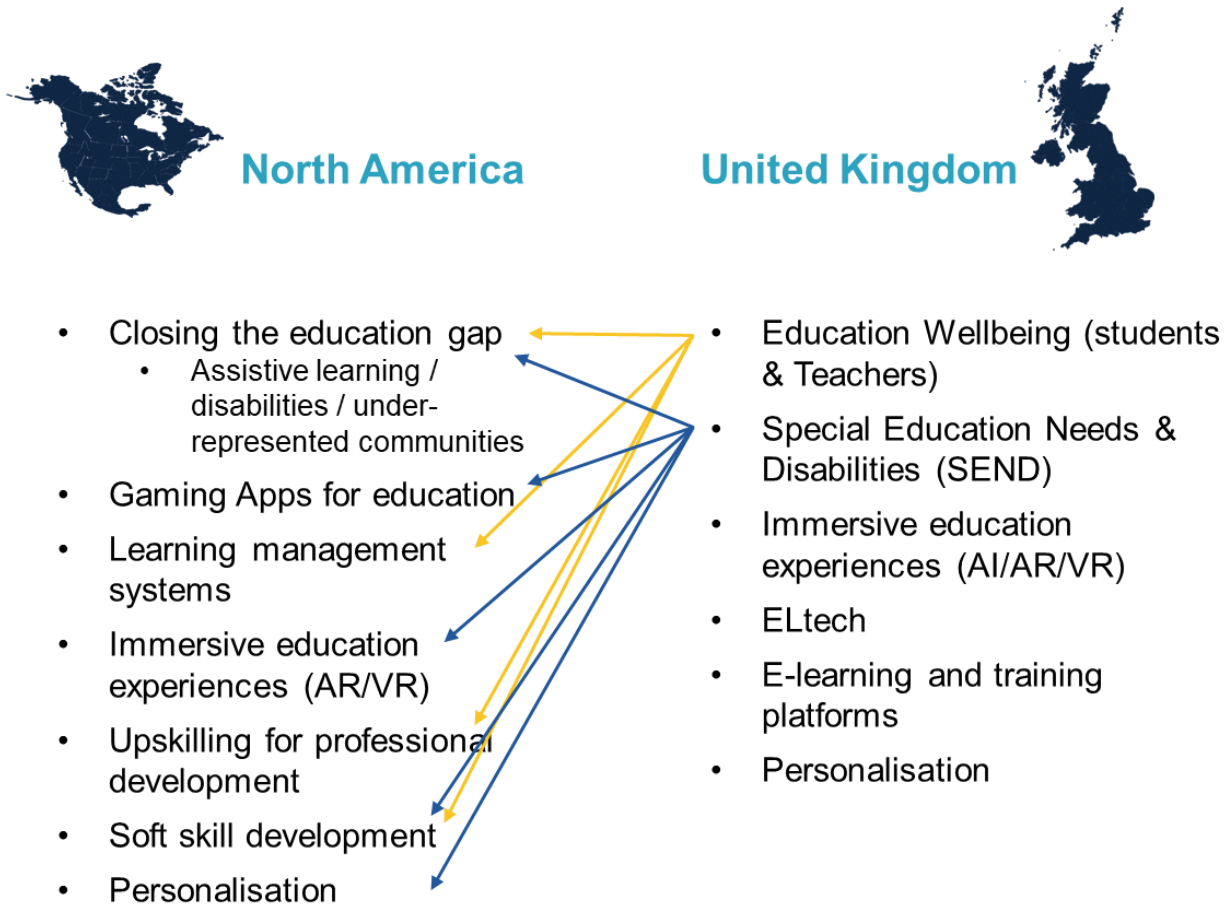 North America
• Closing the education gap
• Assistive learning /
disabilities / under-
represented communities
• Gaming Apps for education
• Learning management
systems
• Immersive education
experiences (AR/VR)
• Upskilling for professional
development
• Soft skill development
• Personalisation
United Kingdom
• Education Wellbeing (students
& Teachers)
• Special Education Needs &
Disabilities (SEND)
• Immersive education
experiences (AI/AR/VR)
• ELtech
• E-learning and training
platforms
• Personalisation